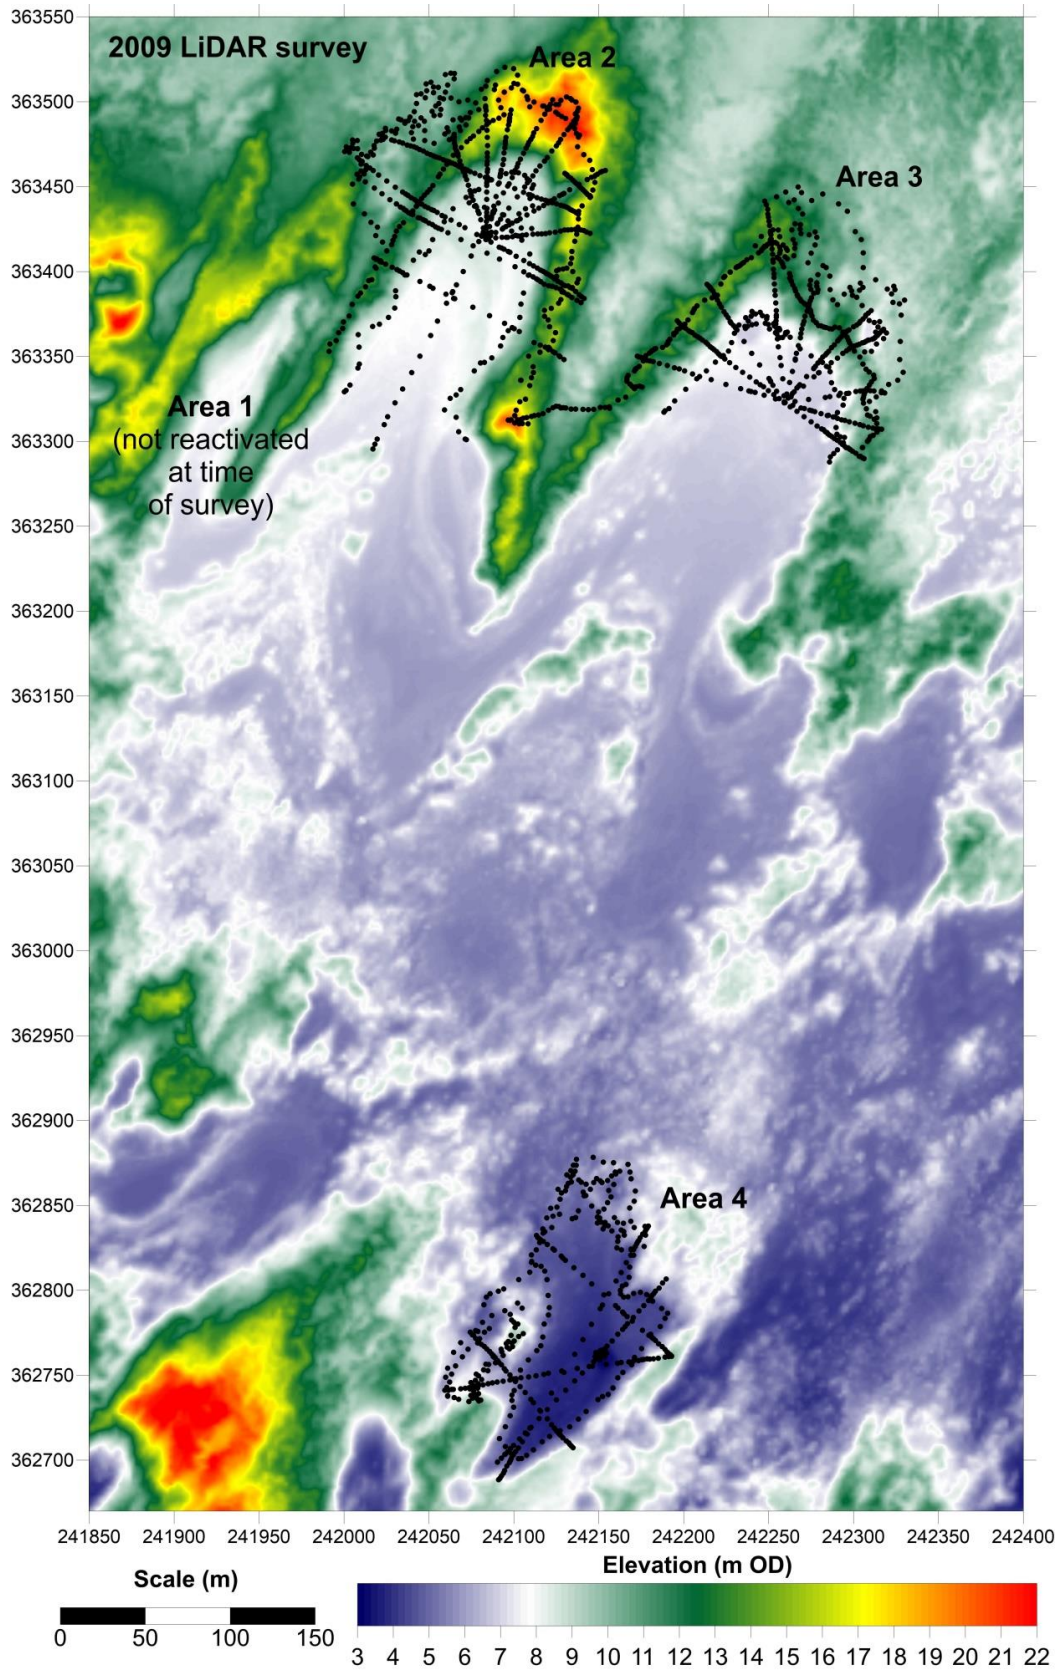 2009 LiDAR survey
Area 2
Area 3
Area 1
(not reactivated
at time
of survey)
Area 4
363550
363500
363450
363400
363350
363300
363250
363200
363150
363100
363050
363000
362950
362900
362850
362800
362750
362700
241850 241900 241950 242000 242050 242100 242150 242200 242250 242300 242350 242400
Scale (m)
0 50 100 150
Elevation (m OD)
3 4 5 6 7 8 9 10 11 12 13 14 15 16 17 18 19 20 21 22